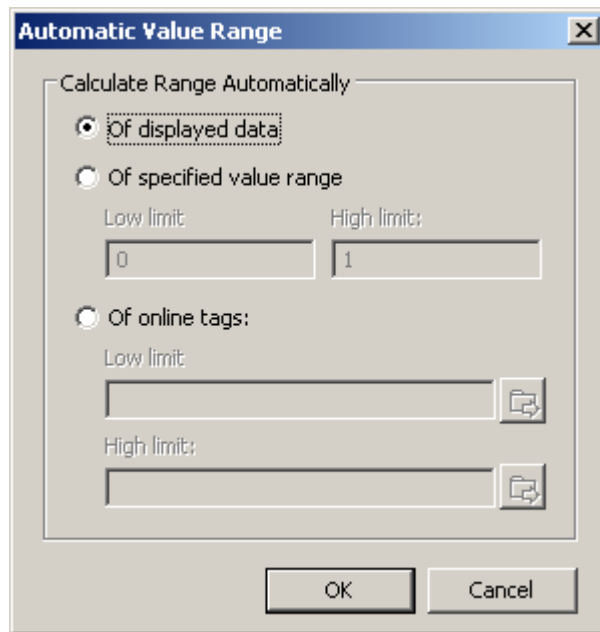 Automatic Value Range
Calculate Range Automatically
Of displayed data
Of specified value range
Low limit High limit:
0 1
Of online tags:
Low limit
High limit:
OK Cancel